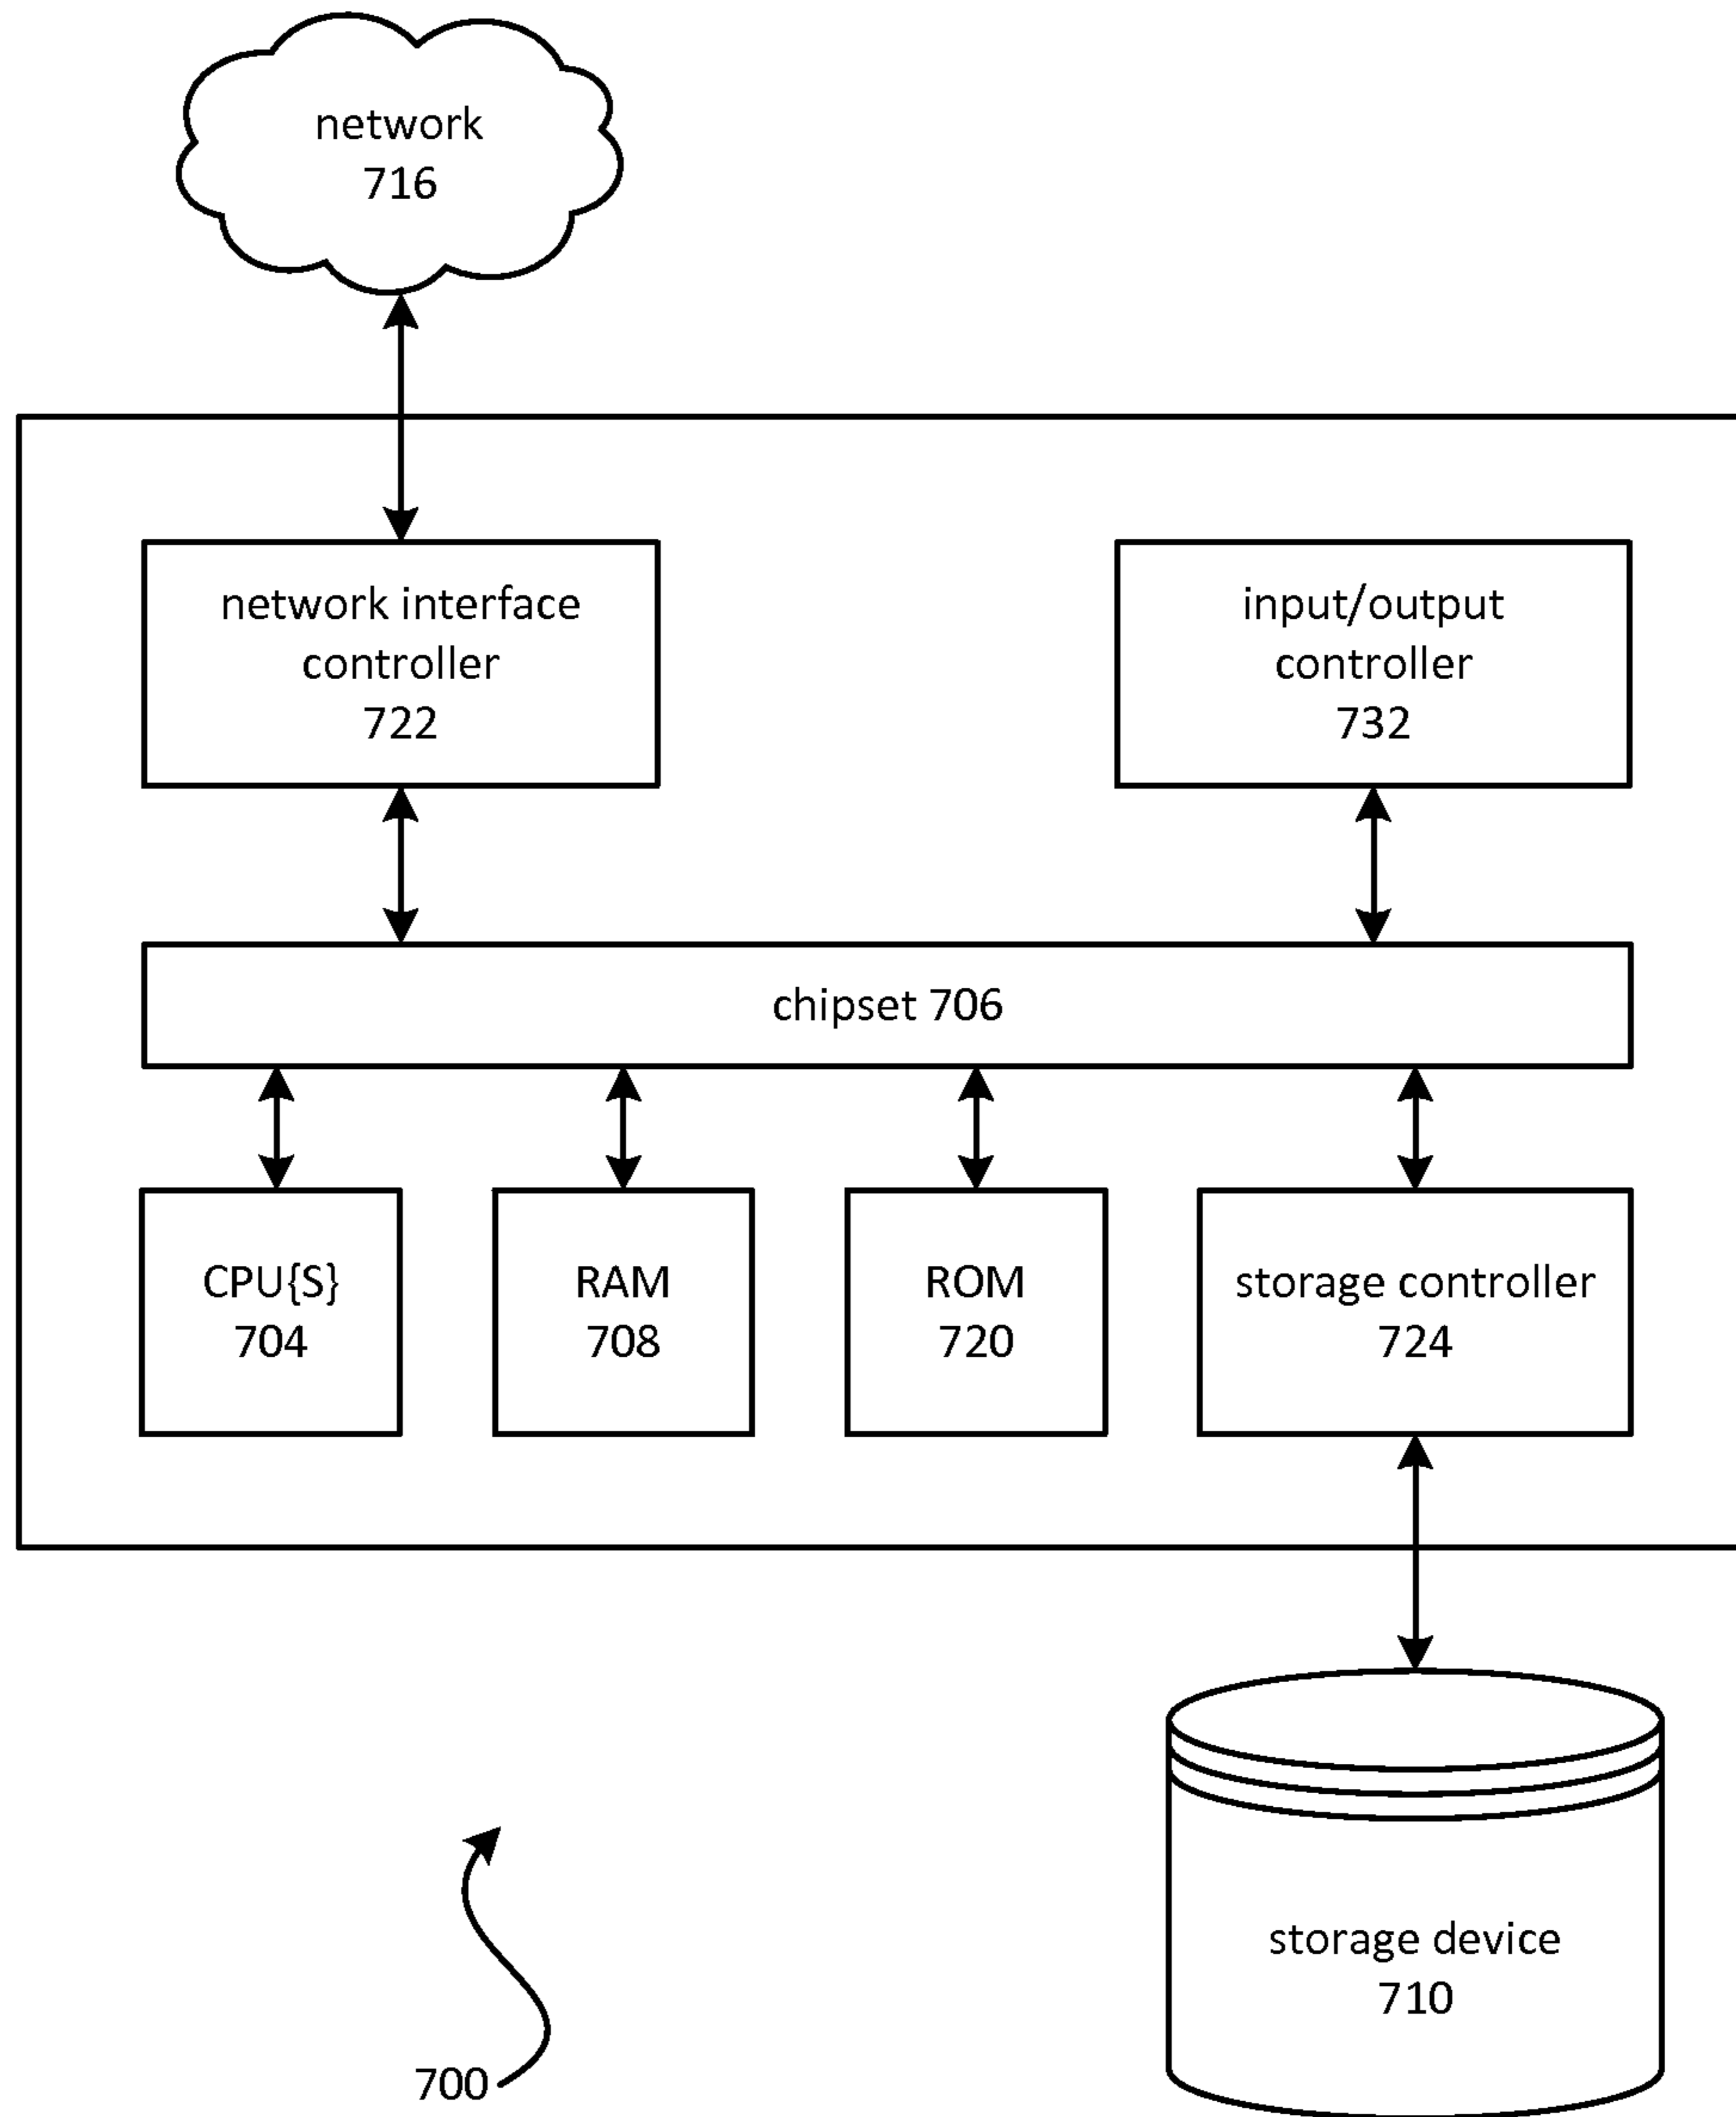 network
716
network interface
controller
722
input/output
controller
732
chipset 706
CPU{S}
704
RAM
708
ROM
720
storage controller
724
storage device
710
700